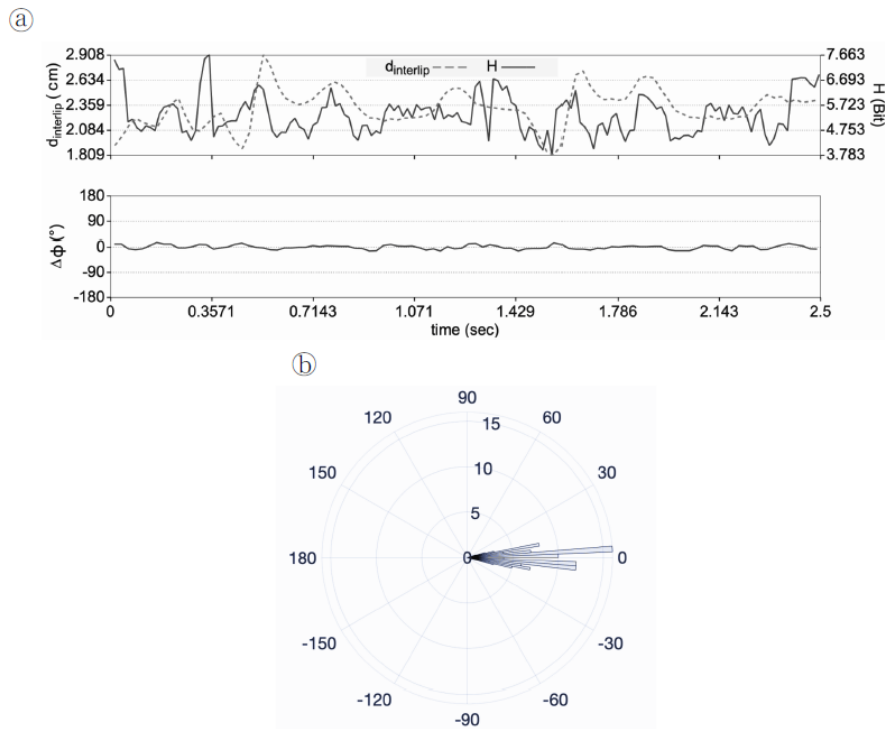 ⓐ
2.908 7.663
d_interlip H
2.634 6.6993
2.359 5.723
2.084 4.753
1.809 3.783
d_interlip (cm)
H (Bit)
180
90
0
-90
-180
Δϕ (°)
0 0.3571 0.7143 1.071 1.429 1.786 2.143 2.5
time (sec)
ⓑ
90
120 60
15
150 10 30
5
180 0 0
-150 -30
-120 -60
-90